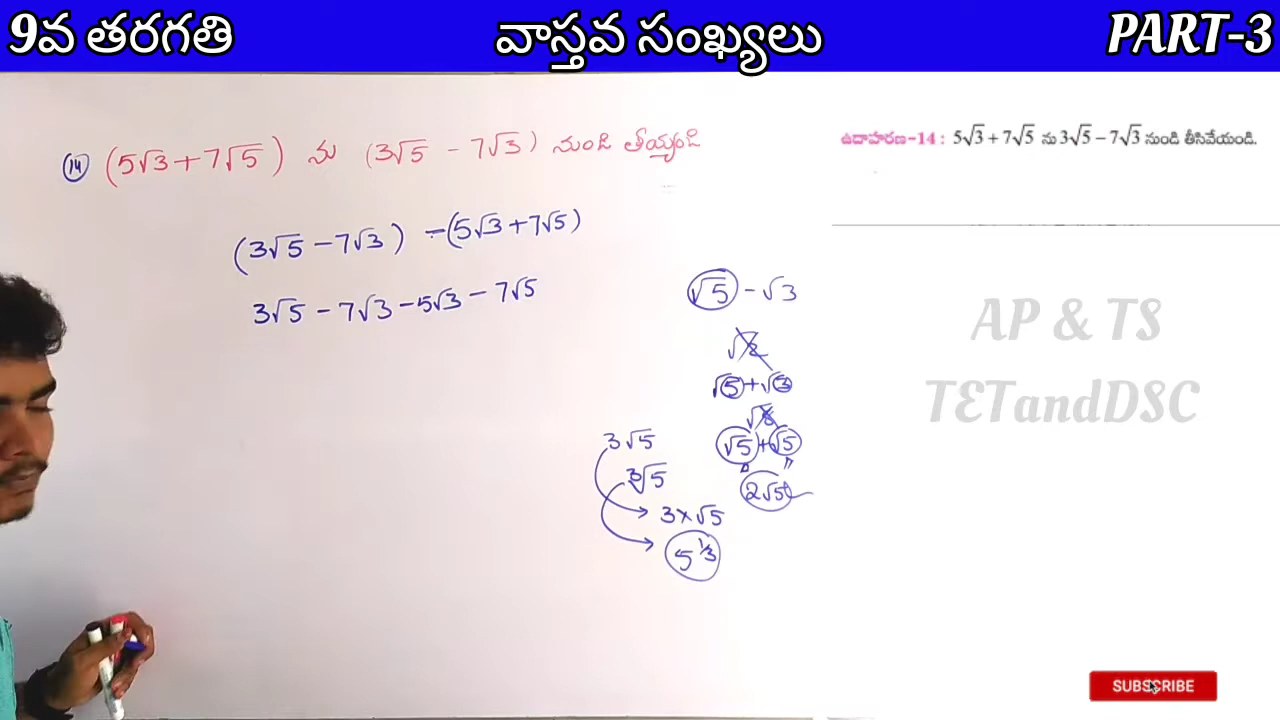 9వ తరగతి
వాస్తవ సంఖ్యలు
PART-3
ఉదాహరణ-14 : 5√3 + 7√5 ను 3√5 − 7√3 నుండి తీసివేయండి.
14 (5√3 + 7√5) ను (3√5 - 7√3) నుండి తీయ్యండి
(3√5 - 7√3) -(5√3 + 7√5)
3√5 - 7√3 - 5√3 - 7√5
√5 - √3
√5 + √3
√5 + √5
2√5
3√5
∛5
3×√5
5^1/3
AP & TS
TETandDSC
SUBSCRIBE